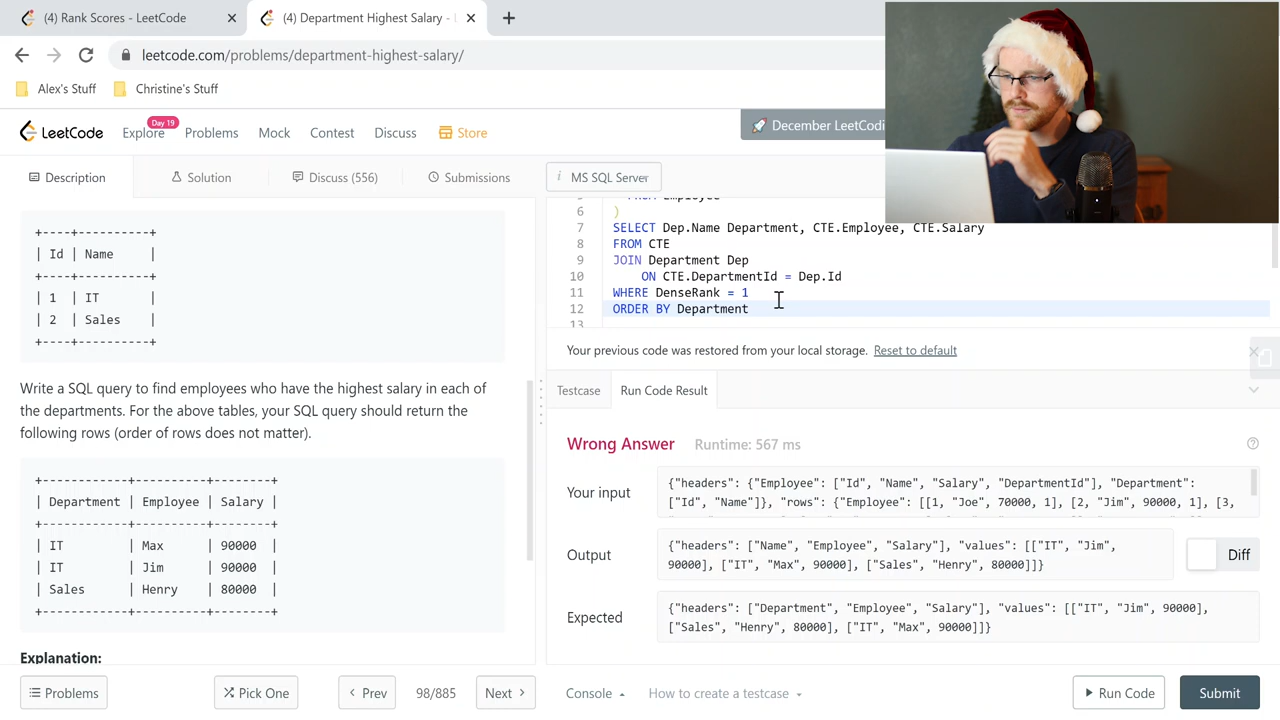 (4) Rank Scores - LeetCode
(4) Department Highest Salary -
leetcode.com/problems/department-highest-salary/
Alex's Stuff
Christine's Stuff
LeetCode
Explore
Day 19
Problems
Mock
Contest
Discuss
Store
December LeetCodi
Description
Solution
Discuss (556)
Submissions
i MS SQL Server
+----+----------+
| Id | Name     |
+----+----------+
| 1  | IT       |
| 2  | Sales    |
+----+----------+
Write a SQL query to find employees who have the highest salary in each of
the departments. For the above tables, your SQL query should return the
following rows (order of rows does not matter).
+------------+----------+--------+
| Department | Employee | Salary |
+------------+----------+--------+
| IT         | Max      | 90000  |
| IT         | Jim      | 90000  |
| Sales      | Henry    | 80000  |
+------------+----------+--------+
Explanation:
5 FROM Employee
6 )
7 SELECT Dep.Name Department, CTE.Employee, CTE.Salary
8 FROM CTE
9 JOIN Department Dep
10 ON CTE.DepartmentId = Dep.Id
11 WHERE DenseRank = 1
12 ORDER BY Department
13
Your previous code was restored from your local storage. Reset to default
Testcase
Run Code Result
Wrong Answer
Runtime: 567 ms
Your input
{"headers": {"Employee": ["Id", "Name", "Salary", "DepartmentId"], "Department":
["Id", "Name"]}, "rows": {"Employee": [[1, "Joe", 70000, 1], [2, "Jim", 90000, 1], [3,
Output
{"headers": ["Name", "Employee", "Salary"], "values": [["IT", "Jim",
90000], ["IT", "Max", 90000], ["Sales", "Henry", 80000]]}
Diff
Expected
{"headers": ["Department", "Employee", "Salary"], "values": [["IT", "Jim", 90000],
["Sales", "Henry", 80000], ["IT", "Max", 90000]]}
Problems
Pick One
Prev
98/885
Next
Console
How to create a testcase
Run Code
Submit